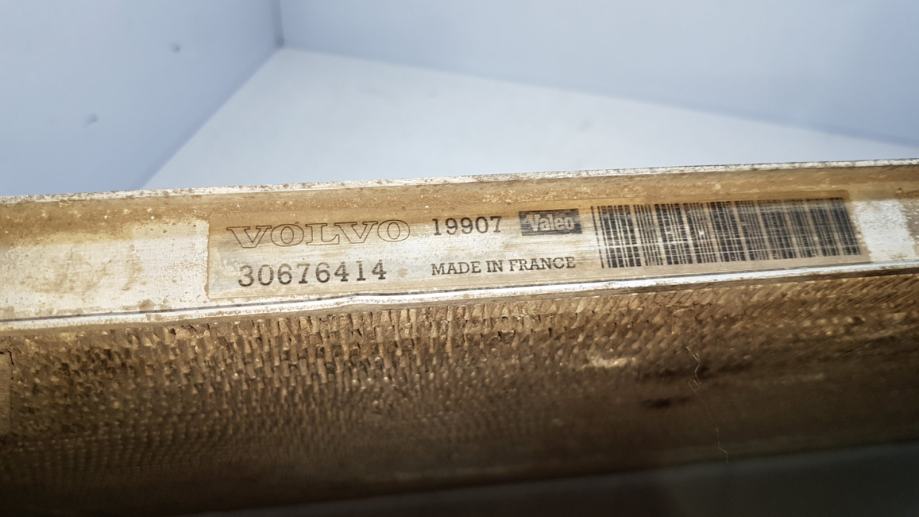 VOLVO 19907 Valeo
30676414 MADE IN FRANCE